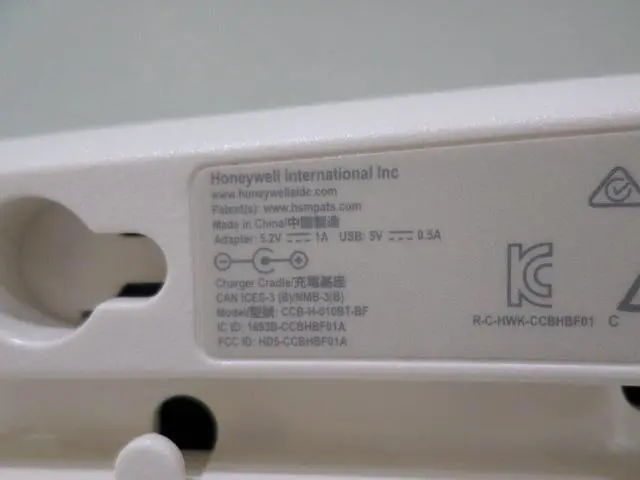 Honeywell International Inc
www.honeywellaidc.com
Patent(s): www.hsmpats.com
Made in China/中國製造
Adapter: 5.2V ⎓ 1A USB: 5V ⎓ 0.5A
Charger Cradle/充電基座
CAN ICES-3 (B)/NMB-3(B)
Model/型號: CCB-H-010BT-BF
IC ID: 1693B-CCBHBF01A
FCC ID: HD5-CCBHBF01A
R-C-HWK-CCBHBF01 C